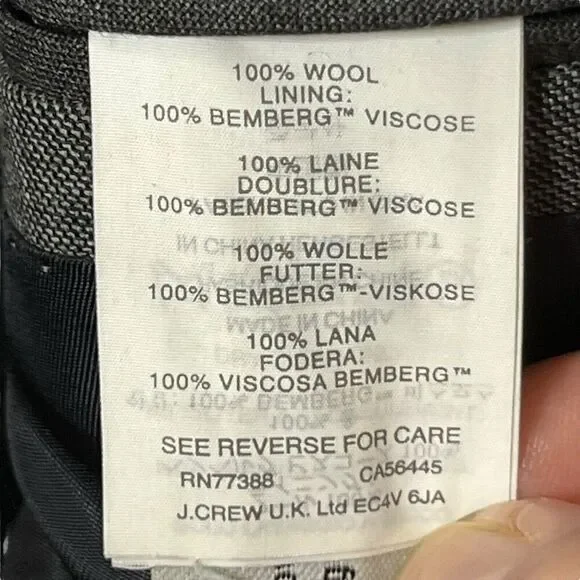 100% WOOL
LINING:
100% BEMBERG™ VISCOSE
100% LAINE
DOUBLURE:
100% BEMBERG™ VISCOSE
100% WOLLE
FUTTER:
100% BEMBERG™-VISKOSE
100% LANA
FODERA:
100% VISCOSA BEMBERG™
SEE REVERSE FOR CARE
RN77388 CA56445
J.CREW U.K. Ltd EC4V 6JA